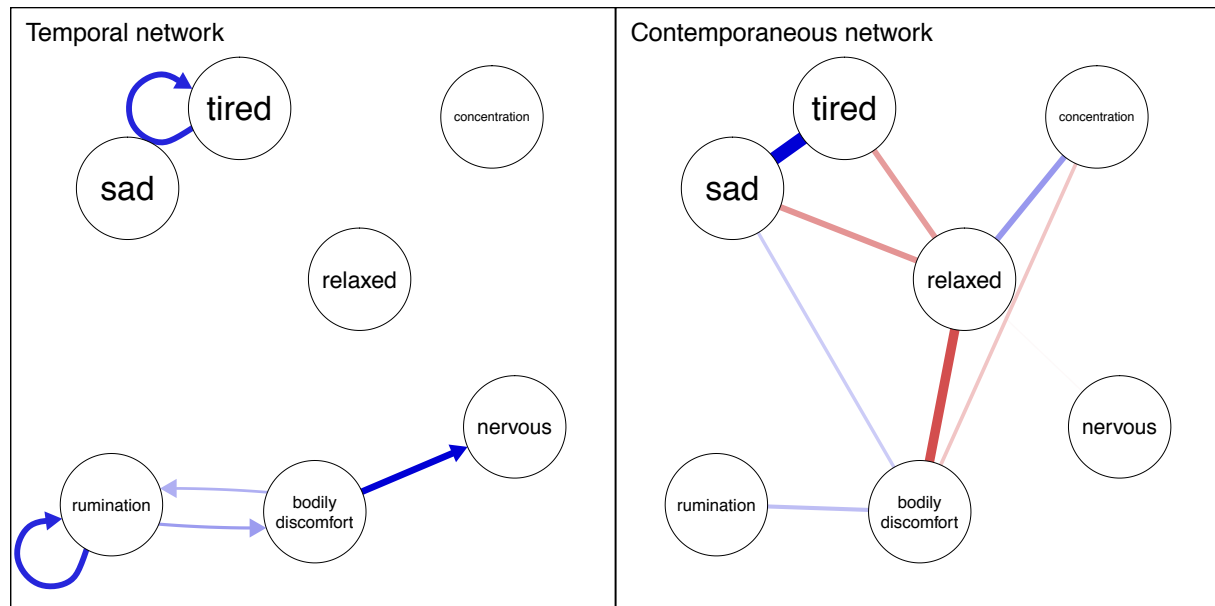 Temporal network
tired
concentration
sad
relaxed
nervous
rumination
bodily
discomfort
Contemporaneous network
tired
concentration
sad
relaxed
nervous
rumination
bodily
discomfort